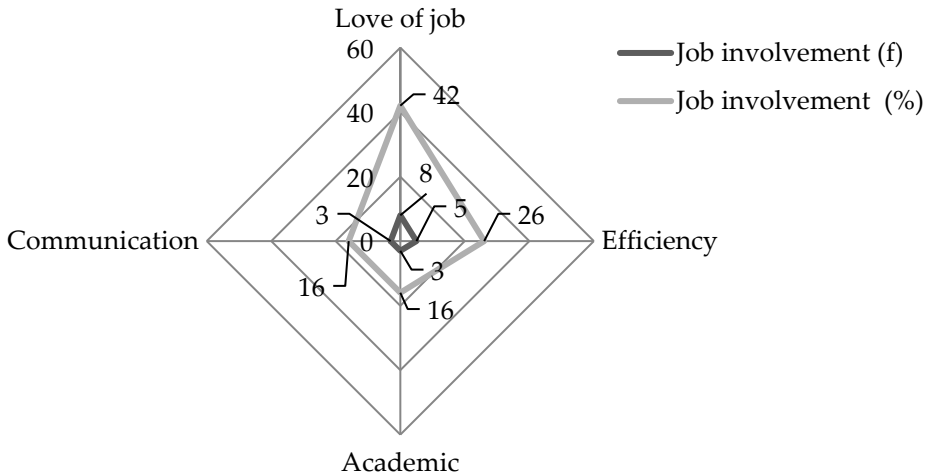 Love of job
60
Job involvement (f)
Job involvement (%)
42
40
20
8
3
5
26
Communication
0
Efficiency
3
16
16
Academic